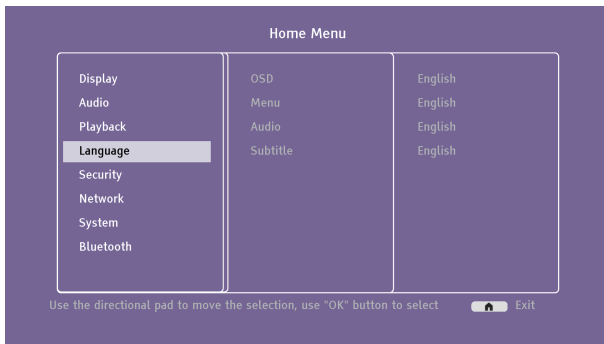 Home Menu
Display OSD English
Audio Menu English
Playback Audio English
Language Subtitle English
Security
Network
System
Bluetooth
Use the directional pad to move the selection, use "OK" button to select Exit